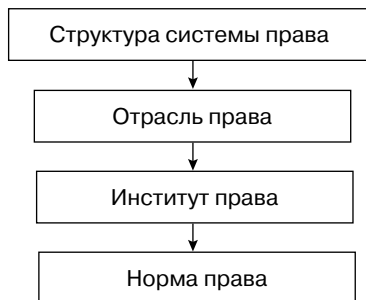 Структура системы права
Отрасль права
Институт права
Норма права